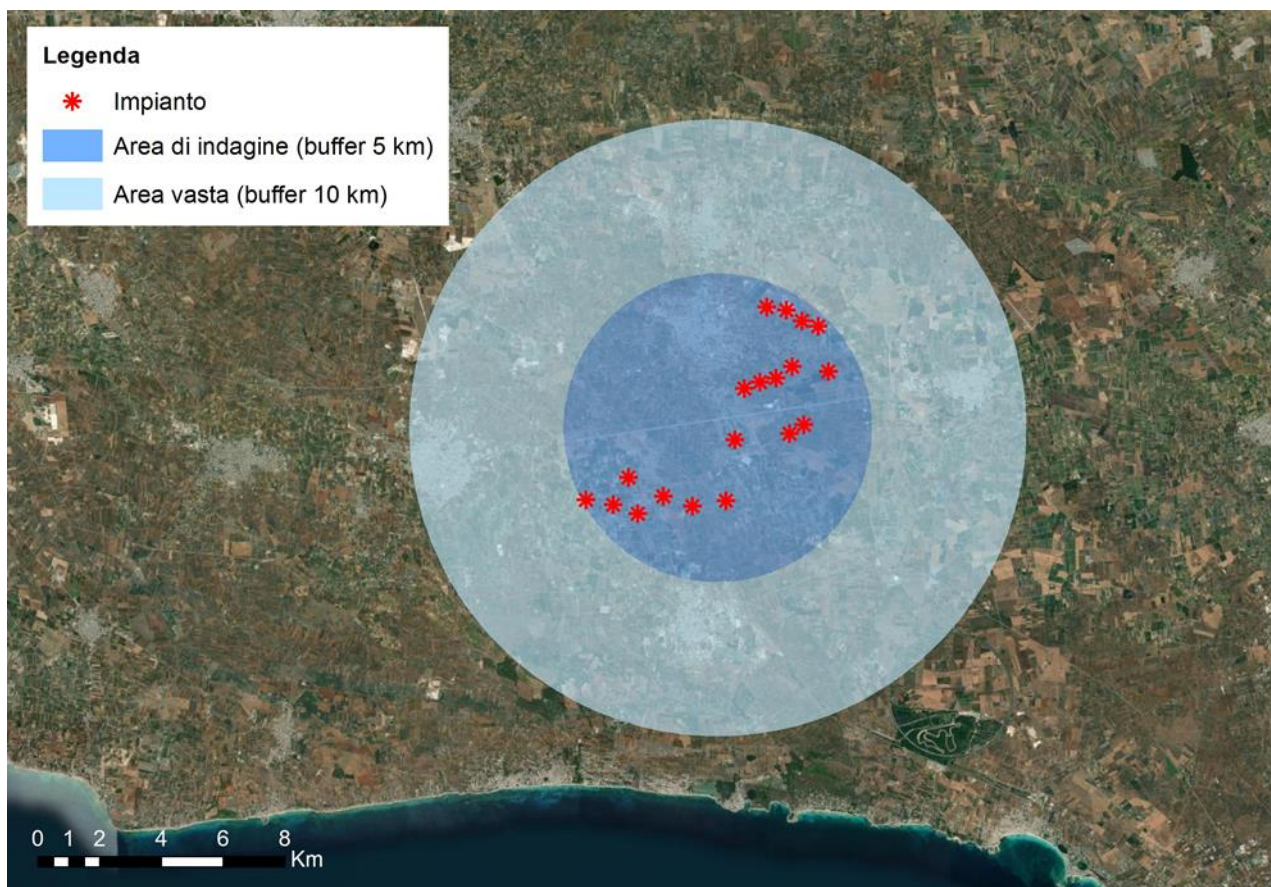 Legenda
Impianto
Area di indagine (buffer 5 km)
Area vasta (buffer 10 km)
0 1 2 4 6 8
Km